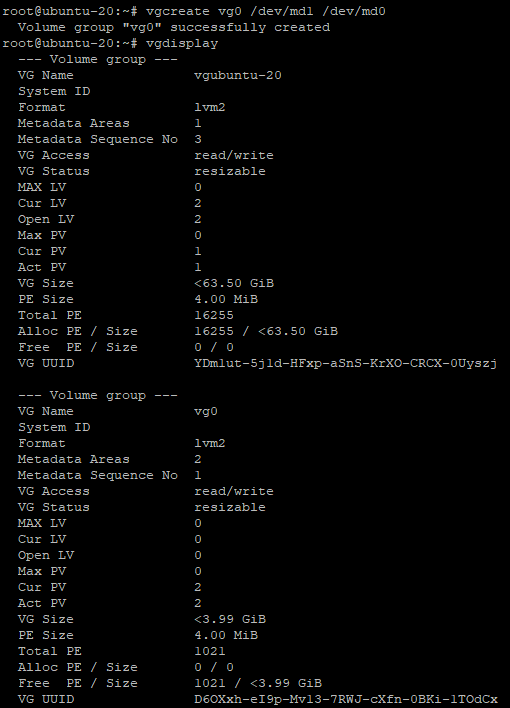 root@ubuntu-20:~# vgcreate vg0 /dev/md1 /dev/md0
  Volume group "vg0" successfully created
root@ubuntu-20:~# vgdisplay
  --- Volume group ---
  VG Name               vgubuntu-20
  System ID
  Format                lvm2
  Metadata Areas        1
  Metadata Sequence No  3
  VG Access             read/write
  VG Status             resizable
  MAX LV                0
  Cur LV                2
  Open LV               2
  Max PV                0
  Cur PV                1
  Act PV                1
  VG Size               <63.50 GiB
  PE Size               4.00 MiB
  Total PE              16255
  Alloc PE / Size       16255 / <63.50 GiB
  Free  PE / Size       0 / 0
  VG UUID               YDm1ut-5j1d-HFxp-aSnS-KrXO-CRCX-0Uyszj

  --- Volume group ---
  VG Name               vg0
  System ID
  Format                lvm2
  Metadata Areas        2
  Metadata Sequence No  1
  VG Access             read/write
  VG Status             resizable
  MAX LV                0
  Cur LV                0
  Open LV               0
  Max PV                0
  Cur PV                2
  Act PV                2
  VG Size               <3.99 GiB
  PE Size               4.00 MiB
  Total PE              1021
  Alloc PE / Size       0 / 0
  Free  PE / Size       1021 / <3.99 GiB
  VG UUID               D6OXxh-eI9p-Mvl3-7RWJ-cXfn-0BKi-lTOdCx